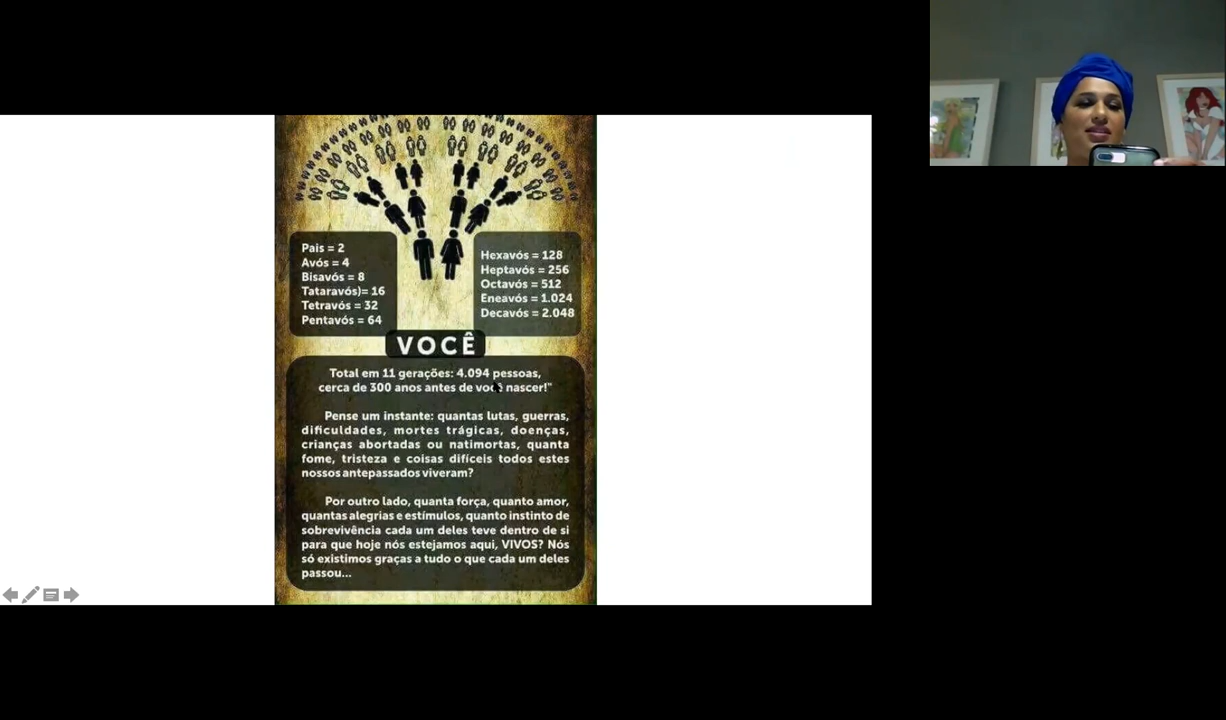 Pais = 2
Avós = 4
Bisavós = 8
Tataravós)= 16
Tetravós = 32
Pentavós = 64
Hexavós = 128
Heptavós = 256
Octavós = 512
Eneavós = 1.024
Decavós = 2.048
VOCÊ
Total em 11 gerações: 4.094 pessoas,
cerca de 300 anos antes de você nascer!"
Pense um instante: quantas lutas, guerras,
dificuldades, mortes trágicas, doenças,
crianças abortadas ou natimortas, quanta
fome, tristeza e coisas difíceis todos estes
nossos antepassados viveram?
Por outro lado, quanta força, quanto amor,
quantas alegrias e estímulos, quanto instinto de
sobrevivência cada um deles teve dentro de si
para que hoje nós estejamos aqui, VIVOS? Nós
só existimos graças a tudo o que cada um deles
passou...